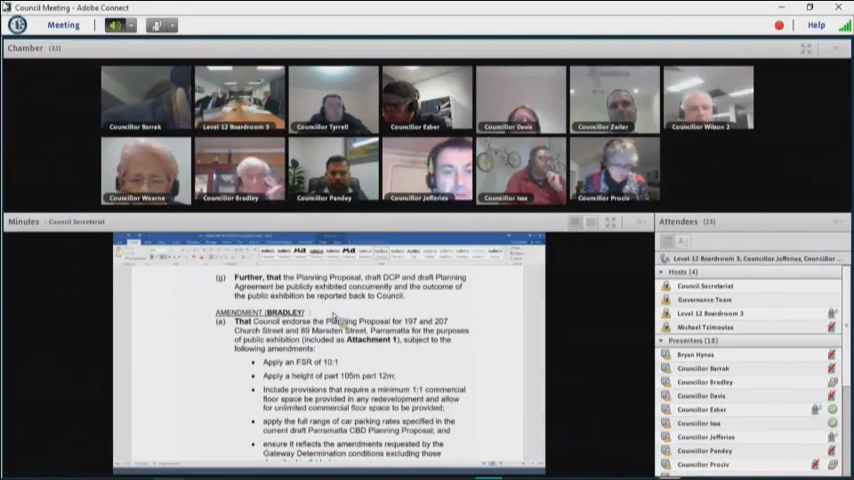 Council Meeting - Adobe Connect
Meeting
Help
Chamber (13)
Councillor Barrak
Level 12 Boardroom 3
Councillor Tyrrell
Councillor Esber
Councillor Davis
Councillor Zaiter
Councillor Wilson 2
Councillor Wearne
Councillor Bradley
Councillor Pandey
Councillor Jefferies
Councillor Issa
Councillor Prociv
Minutes - Council Secretariat
(g) Further, that the Planning Proposal, draft DCP and draft Planning
Agreement be publicly exhibited concurrently and the outcome of
the public exhibition be reported back to Council.
AMENDMENT (BRADLEY/
(a) That Council endorse the Planning Proposal for 197 and 207
Church Street and 89 Marsden Street, Parramatta for the purposes
of public exhibition (included as Attachment 1), subject to the
following amendments:
• Apply an FSR of 10:1
• Apply a height of part 105m part 12m;
• Include provisions that require a minimum 1:1 commercial
floor space be provided in any redevelopment and allow
for unlimited commercial floor space to be provided;
• apply the full range of car parking rates specified in the
current draft Parramatta CBD Planning Proposal; and
• ensure it reflects the amendments requested by the
Gateway Determination conditions excluding those
Attendees (23)
Level 12 Boardroom 3, Councillor Jefferies, Councillor ...
Hosts (4)
Council Secretariat
Governance Team
Level 12 Boardroom 3
Michael Tzimoulas
Presenters (18)
Bryan Hynes
Councillor Barrak
Councillor Bradley
Councillor Davis
Councillor Esber
Councillor Issa
Councillor Jefferies
Councillor Pandey
Councillor Prociv